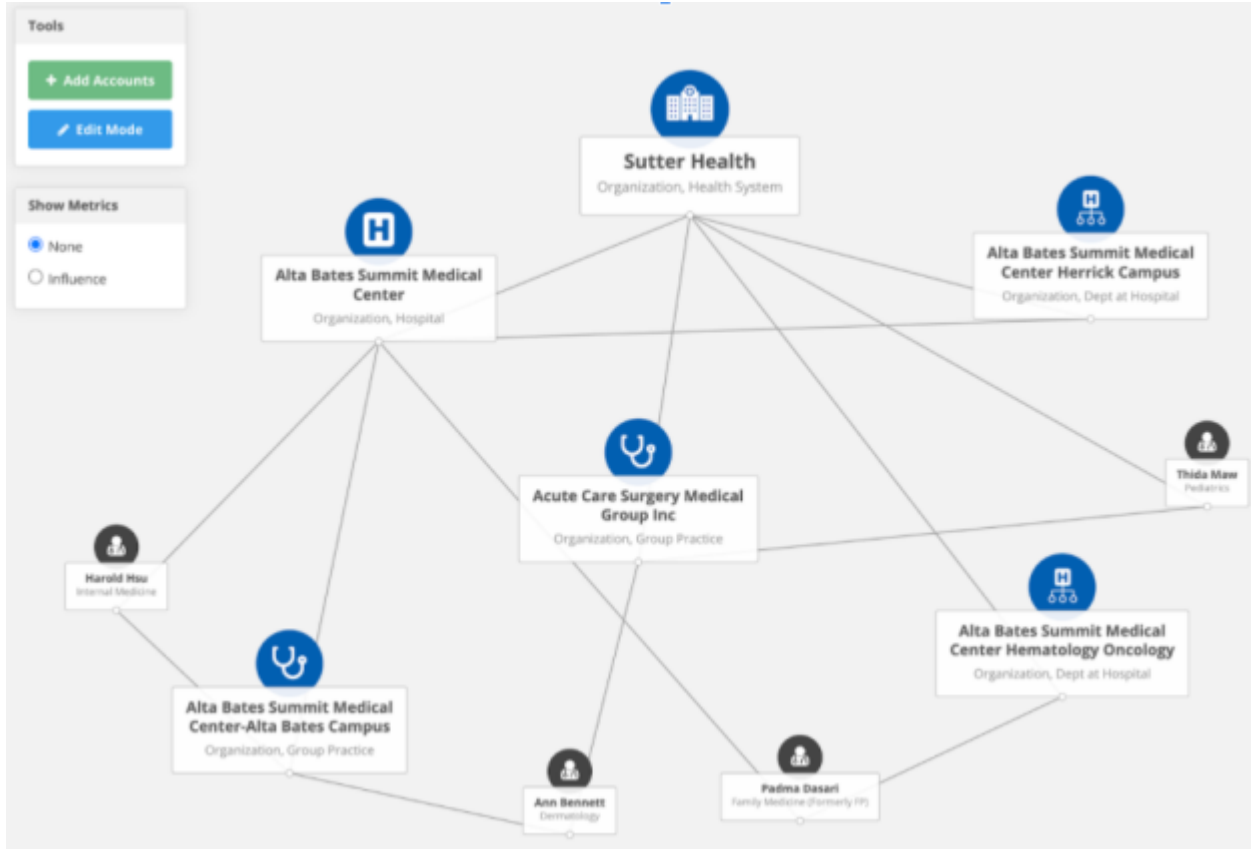 Tools
+ Add Accounts
Edit Mode
Show Metrics
None
Influence
Sutter Health
Organization, Health System
H
Alta Bates Summit Medical
Center
Organization, Hospital
H
Alta Bates Summit Medical
Center Herrick Campus
Organization, Dept at Hospital
Acute Care Surgery Medical
Group Inc
Organization, Group Practice
Thida Maw
Pediatrics
Harold Hsu
Internal Medicine
H
Alta Bates Summit Medical
Center Hematology Oncology
Organization, Dept at Hospital
Alta Bates Summit Medical
Center-Alta Bates Campus
Organization, Group Practice
Ann Bennett
Dermatology
Padma Dasari
Family Medicine (Formerly FP)